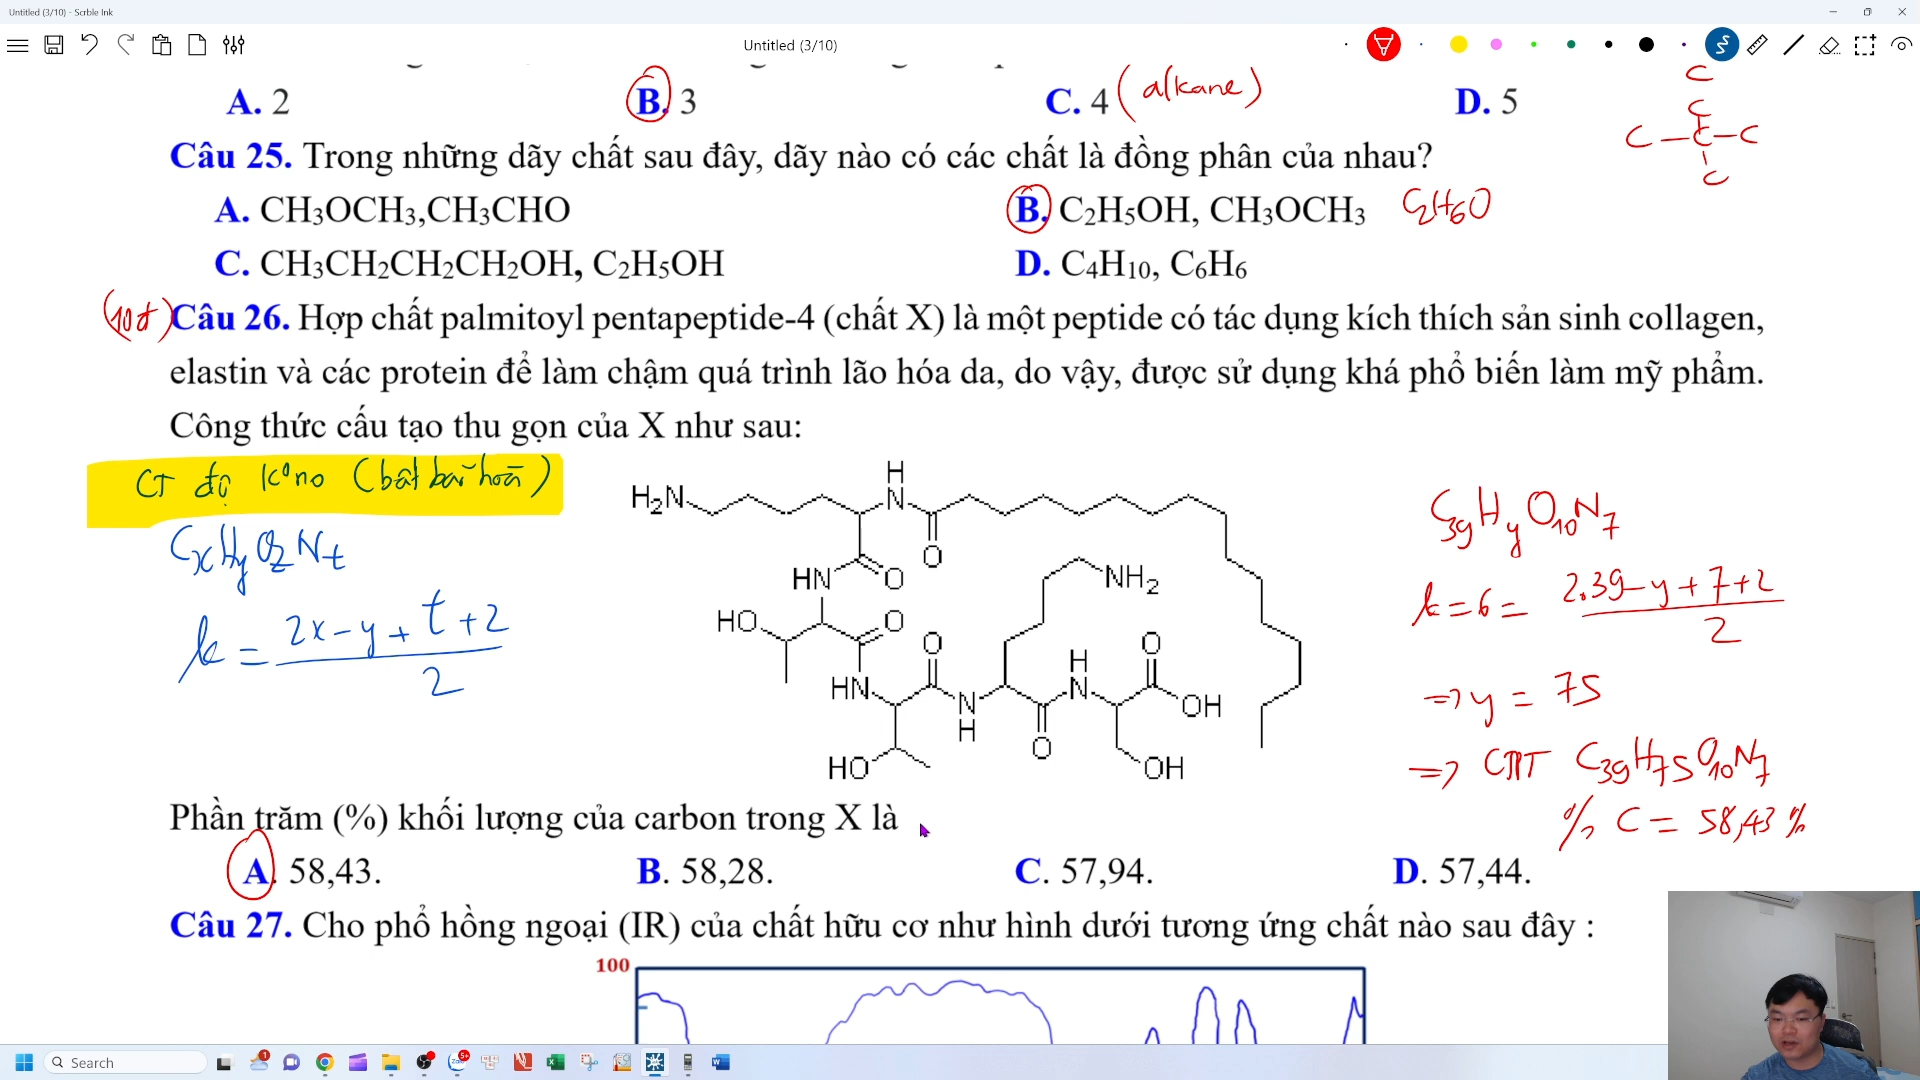 Untitled (3/10) - Scrble Ink
Untitled (3/10)
A. 2 B. 3 C. 4 (alkane) D. 5
C
C
C – C – C
C
Câu 25. Trong những dãy chất sau đây, dãy nào có các chất là đồng phân của nhau?
A. CH₃OCH₃,CH₃CHO B. C₂H₅OH, CH₃OCH₃ C₂H₆O
C. CH₃CH₂CH₂CH₂OH, C₂H₅OH D. C₄H₁₀, C₆H₆
(10đ) Câu 26. Hợp chất palmitoyl pentapeptide-4 (chất X) là một peptide có tác dụng kích thích sản sinh collagen,
elastin và các protein để làm chậm quá trình lão hóa da, do vậy, được sử dụng khá phổ biến làm mỹ phẩm.
Công thức cấu tạo thu gọn của X như sau:
CT độ k⁰no (bất bão hoà)
CxHyOzNt
k = (2x - y + t + 2) / 2
H
H₂N N
O
HN O NH₂
HO O O O
H
HN N OH
N
H O
HO OH
C₃₉HyO₁₀N₇
k = 6 = (2.39 - y + 7 + 2) / 2
=> y = 75
=> CTPT C₃₉H₇₅O₁₀N₇
% C = 58,43 %
Phần trăm (%) khối lượng của carbon trong X là
A. 58,43. B. 58,28. C. 57,94. D. 57,44.
Câu 27. Cho phổ hồng ngoại (IR) của chất hữu cơ như hình dưới tương ứng chất nào sau đây :
100
Search